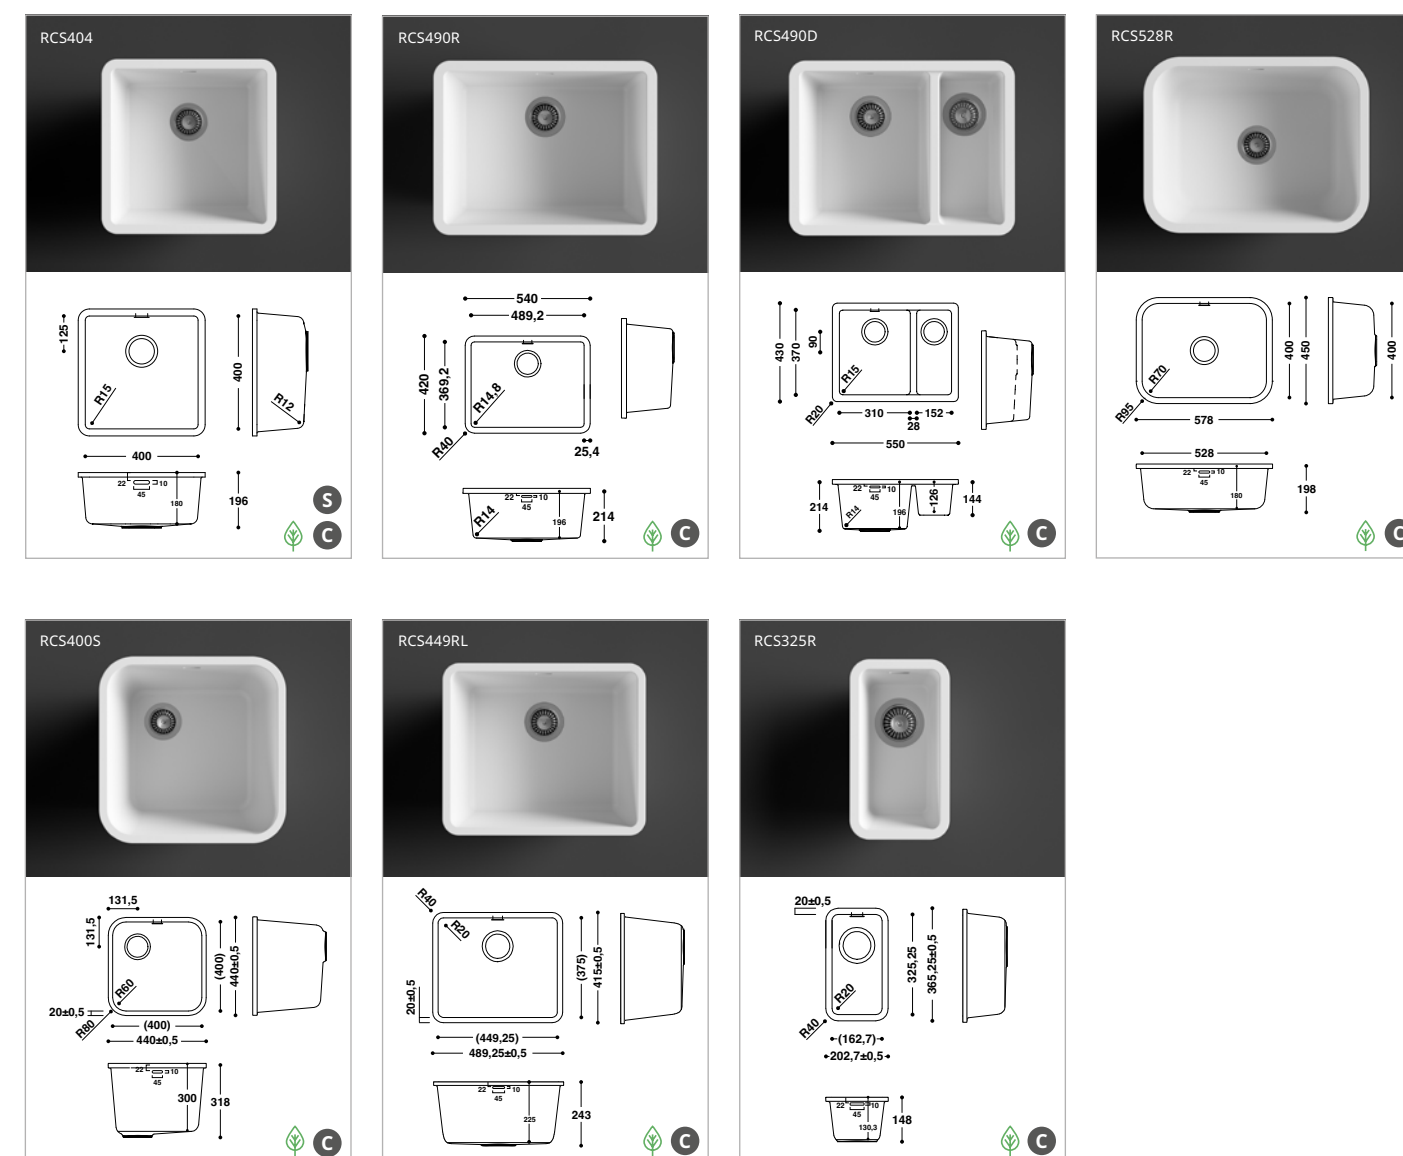 RCS404
125
R15
400
R12
400
22
10
45
180
196
S
C
RCS490R
540
489,2
420
369,2
R14,8
R40
25,4
22
10
45
R14
196
214
C
RCS490D
430
370
90
R15
R20
310
152
28
550
22
10
45
214
R14
196
126
144
C
RCS528R
R70
R95
400
450
400
578
528
22
10
45
180
198
C
RCS400S
131,5
131,5
R60
20±0,5
R80
(400)
440±0,5
(400)
440±0,5
22
10
45
300
318
C
RCS449RL
R40
R20
20±0,5
(375)
415±0,5
(449,25)
489,25±0,5
22
10
45
225
243
C
RCS325R
20±0,5
R20
R40
325,25
365,25±0,5
(162,7)
202,7±0,5
22
10
45
130,3
148
C